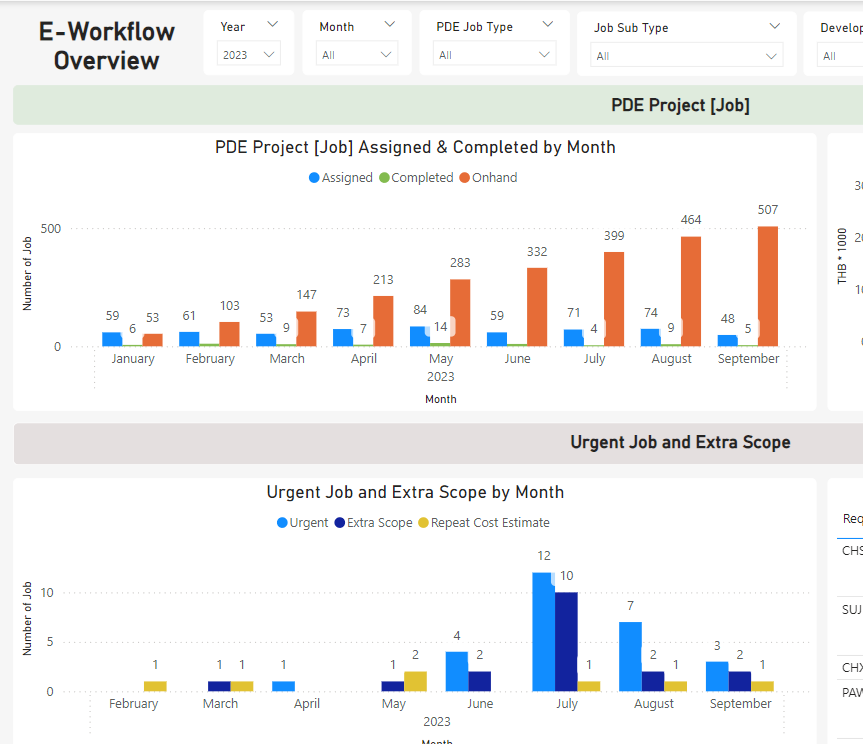 E-Workflow
Overview
Year
2023
Month
All
PDE Job Type
All
Job Sub Type
All
Develop
All
PDE Project [Job]
PDE Project [Job] Assigned & Completed by Month
Assigned Completed Onhand
Number of Job
500
0
59 6 53
61 103
53 9 147
73 7 213
84 14 283
59 332
71 4 399
74 9 464
48 5 507
January February March April May June July August September
2023
Month
THB * 1000
Urgent Job and Extra Scope
Urgent Job and Extra Scope by Month
Urgent Extra Scope Repeat Cost Estimate
Number of Job
10
5
0
1
1 1
1
1 2
4 2
12 10 1
7 2 1
3 2 1
February March April May June July August September
2023
Month
Req
CHS
SUJ
CHX
PAW